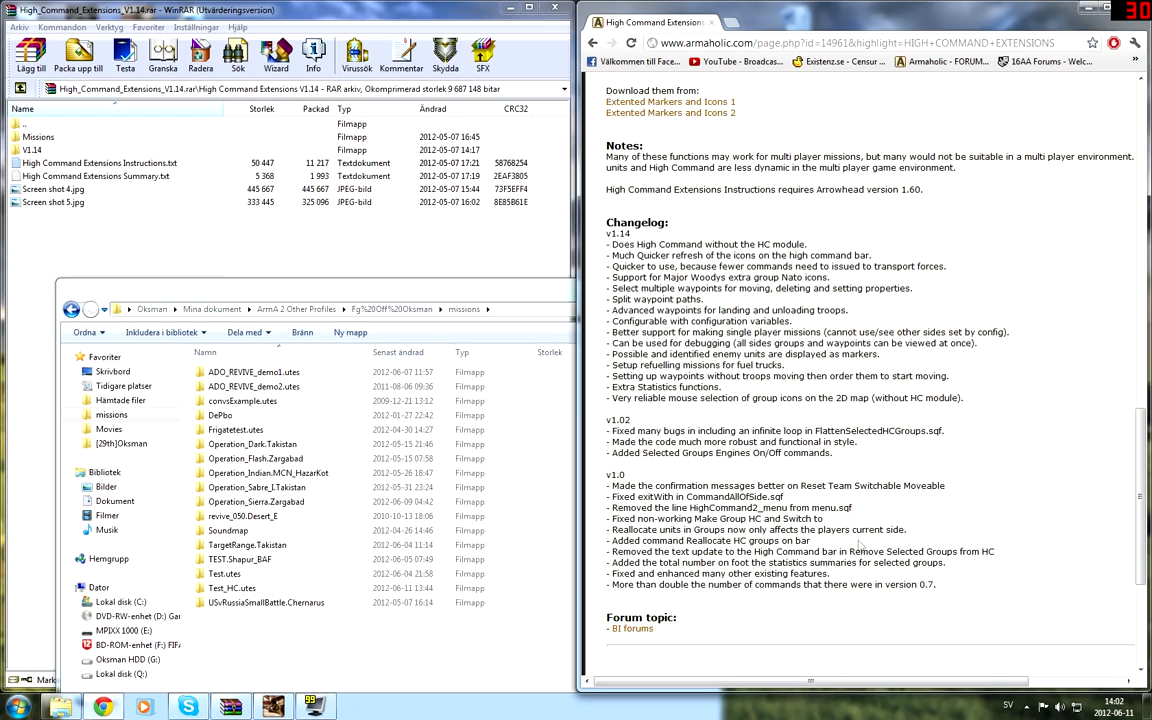 High_Command_Extensions_V1.14.rar - WinRAR (Utvärderingsversion)
Arkiv Kommandon Verktyg Favoriter Inställningar Hjälp
Lägg till Packa upp till Testa Granska Radera Sök Wizard Info Virussök Kommentar Skydda SFX
High_Command_Extensions_V1.14.rar\High Command Extensions V1.14 - RAR arkiv, Okomprimerad storlek 9 687 148 bitar
Name Storlek Packad Typ Ändrad CRC32
.. Filmapp
Missions Filmapp 2012-05-07 16:45
V1.14 Filmapp 2012-05-07 14:17
High Command Extensions Instructions.txt 50 447 11 217 Textdokument 2012-05-07 17:21 58768254
High Command Extensions Summary.txt 5 368 1 993 Textdokument 2012-05-07 17:19 2EAF3805
Screen shot 4.jpg 445 667 445 667 JPEG-bild 2012-05-07 15:44 73F5EFF4
Screen shot 5.jpg 333 445 325 096 JPEG-bild 2012-05-07 16:02 8E85B61E
Oksman Mina dokument ArmA 2 Other Profiles Fg%20Off%20Oksman missions
Ordna Inkludera i bibliotek Dela med Bränn Ny mapp
Namn Senast ändrad Typ Storlek
Favoriter
Skrivbord
Tidigare platser
Hämtade filer
missions
Movies
[29th]Oksman
Bibliotek
Bilder
Dokument
Filmer
Musik
Hemgrupp
Dator
Lokal disk (C:)
DVD-RW-enhet (D:) Gar
MPIXX 1000 (E:)
BD-ROM-enhet (F:) FIFA
Oksman HDD (G:)
Lokal disk (Q:)
ADO_REVIVE_demo1.utes 2012-06-07 11:57 Filmapp
ADO_REVIVE_demo2.utes 2011-08-06 09:36 Filmapp
convsExample.utes 2009-12-21 13:12 Filmapp
DePbo 2012-01-27 22:42 Filmapp
Frigatetest.utes 2012-06-10 00:21 Filmapp
Operation_Dark.Takistan 2012-05-15 21:46 Filmapp
Operation_Flash.Zargabad 2012-05-15 21:46 Filmapp
Operation_Indian.MCN_HazarKot 2012-05-26 18:47 Filmapp
Operation_Sabre_I.Takistan 2012-05-15 21:46 Filmapp
Operation_Sierra.Zargabad 2012-06-09 04:42 Filmapp
revive_050.Desert_E 2010-10-13 18:06 Filmapp
Soundmap 2012-04-26 14:46 Filmapp
TargetRange.Takistan 2012-06-04 11:14 Filmapp
TEST.Shapur_BAF Filmapp
Test.utes 2012-06-04 21:58 Filmapp
Test_HC.utes 2012-06-11 13:44 Filmapp
USvRussiaSmallBattle.Chernarus 2012-05-07 16:14 Filmapp
Mark
30
High Command Extensions
www.armaholic.com/page.php?id=14961&highlight=HIGH+COMMAND+EXTENSIONS
Välkommen till Face... YouTube - Broadcas... Existenz.se - Censur ... Armaholic - FORUM... 16AA Forums - Welc...
Download them from:
Extented Markers and Icons 1
Extented Markers and Icons 2
Notes:
Many of these functions may work for multi player missions, but many would not be suitable in a multi player environment.
units and High Command are less dynamic in the multi player game environment.
High Command Extensions Instructions requires Arrowhead version 1.60.
Changelog:
v1.14
- Does High Command without the HC module.
- Much Quicker refresh of the icons on the high command bar.
- Quicker to use, because fewer commands need to issued to transport forces.
- Support for Major Woodys extra group Nato icons.
- Select multiple waypoints for moving, deleting and setting properties.
- Split waypoint paths.
- Advanced waypoints for landing and unloading troops.
- Configurable with configuration variables.
- Better support for making single player missions (cannot use/see other sides set by config).
- Can be used for debugging (all sides groups and waypoints can be viewed at once).
- Possible and identified enemy units are displayed as markers.
- Setup refuelling missions for fuel trucks.
- Setting up waypoints without troops moving then order them to start moving.
- Extra Statistics functions.
- Very reliable mouse selection of group icons on the 2D map (without HC module).
v1.02
- Fixed many bugs in including an infinite loop in FlattenSelectedHCGroups.sqf.
- Made the code much more robust and functional in style.
- Added Selected Groups Engines On/Off commands.
v1.0
- Made the confirmation messages better on Reset Team Switchable Moveable
- Fixed exitWith in CommandAllOfSide.sqf
- Removed the line HighCommand2_menu from menu.sqf
- Fixed non-working Make Group HC and Switch to
- Reallocate units in Groups now only affects the players current side.
- Added command Reallocate HC groups on bar
- Removed the text update to the High Command bar in Remove Selected Groups from HC
- Added the total number on foot the statistics summaries for selected groups.
- Fixed and enhanced many other existing features.
- More than double the number of commands that there were in version 0.7.
Forum topic:
- BI forums
SV
14:02
2012-06-11